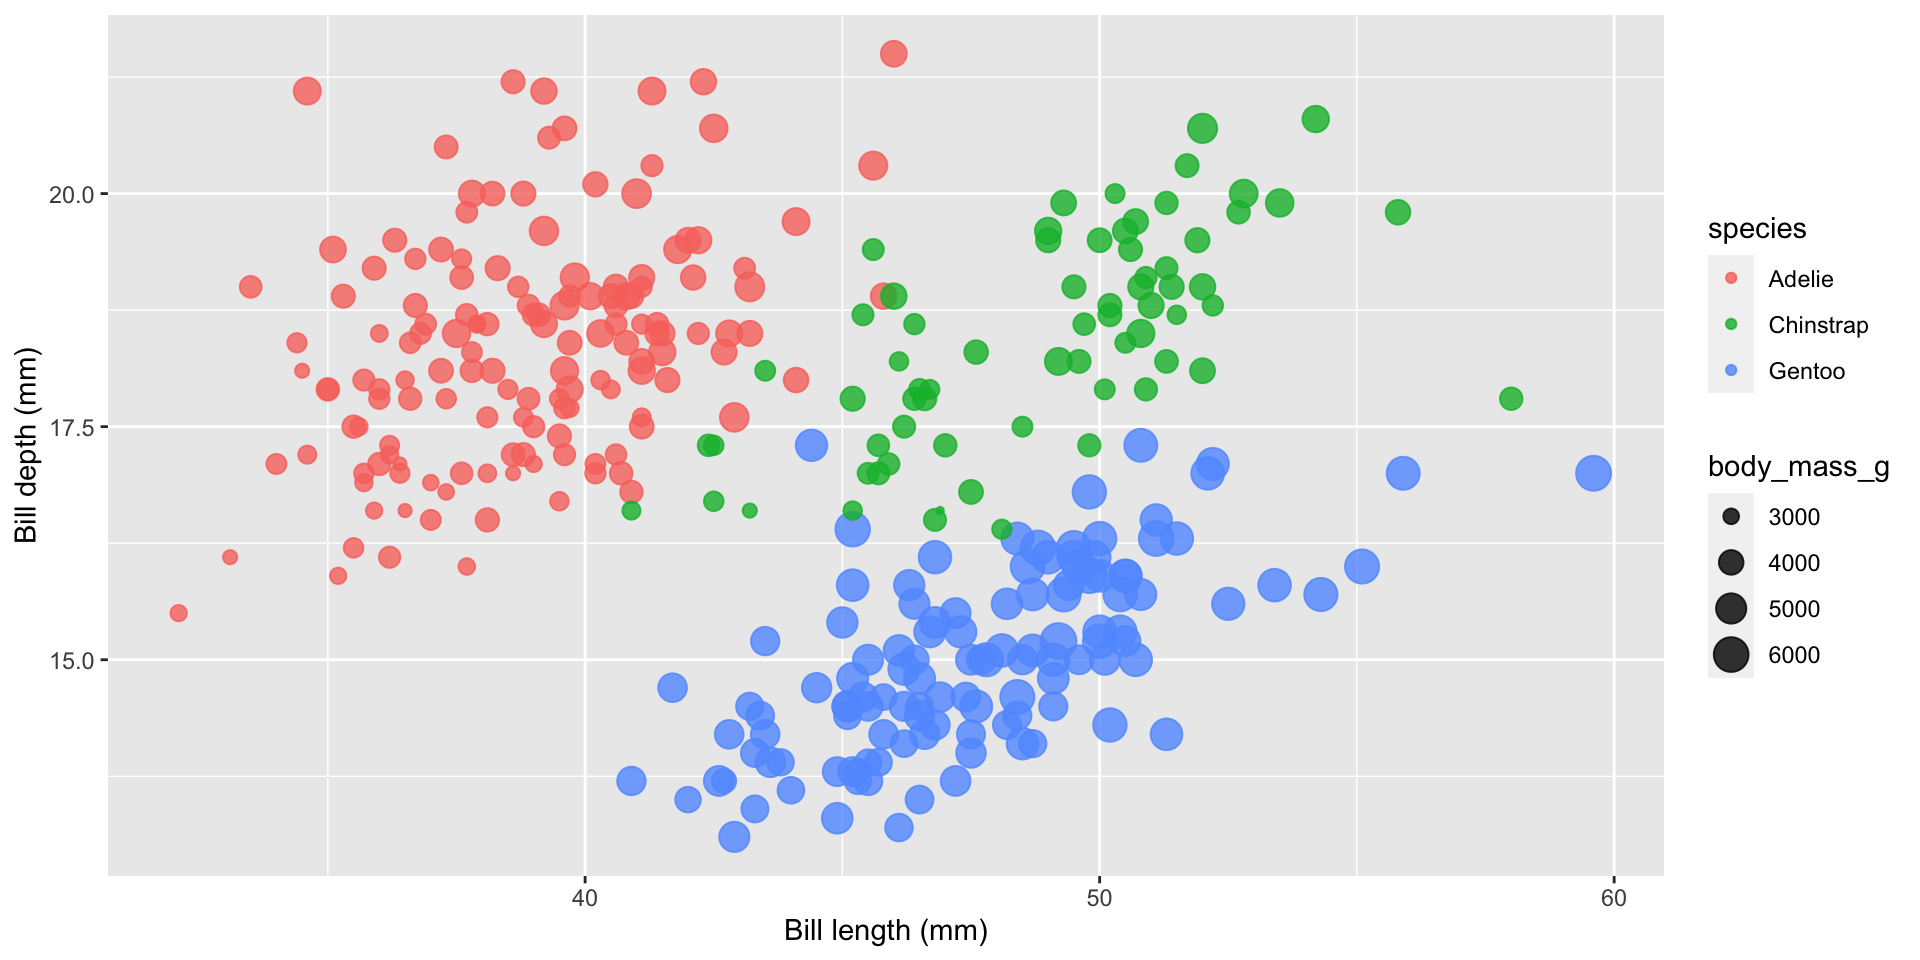 20.0
17.5
15.0
Bill depth (mm)
40
50
60
Bill length (mm)
species
Adelie
Chinstrap
Gentoo
body_mass_g
3000
4000
5000
6000